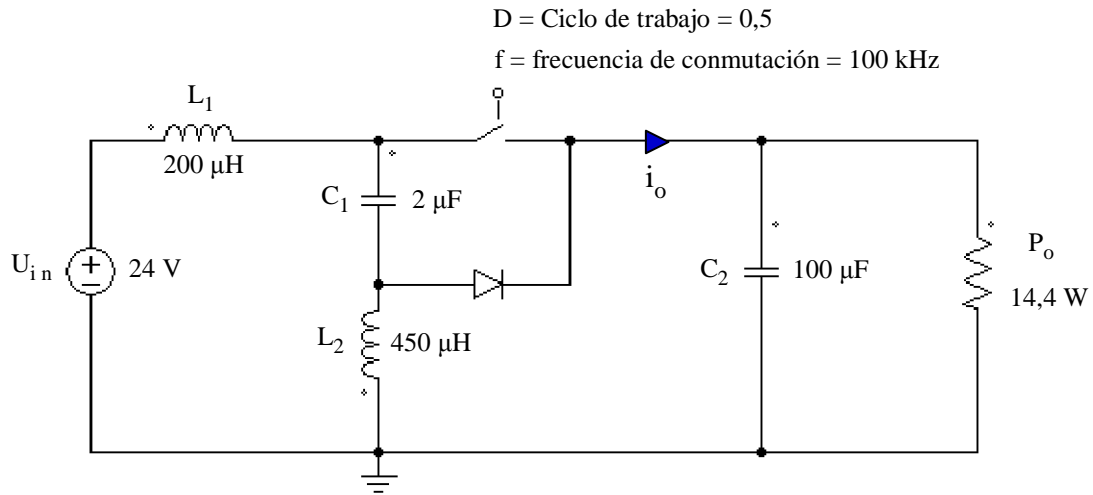 D = Ciclo de trabajo = 0,5
f = frecuencia de conmutación = 100 kHz
L1
200 μH
C1 2 μF
io
Uin 24 V
+
−
C2 100 μF
Po
14,4 W
L2 450 μH